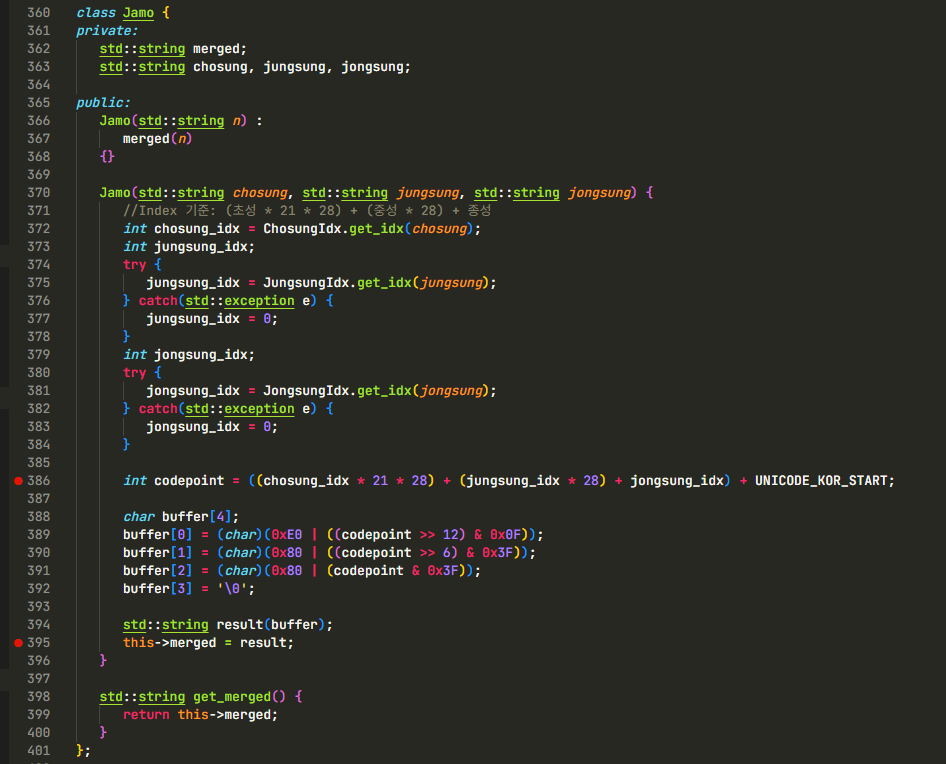 360 class Jamo {
361 private:
362 std::string merged;
363 std::string chosung, jungsung, jongsung;
364
365 public:
366 Jamo(std::string n) :
367 merged(n)
368 {}
369
370 Jamo(std::string chosung, std::string jungsung, std::string jongsung) {
371 //Index 기준: (초성 * 21 * 28) + (중성 * 28) + 종성
372 int chosung_idx = ChosungIdx.get_idx(chosung);
373 int jungsung_idx;
374 try {
375 jungsung_idx = JungsungIdx.get_idx(jungsung);
376 } catch(std::exception e) {
377 jungsung_idx = 0;
378 }
379 int jongsung_idx;
380 try {
381 jongsung_idx = JongsungIdx.get_idx(jongsung);
382 } catch(std::exception e) {
383 jongsung_idx = 0;
384 }
385
386 int codepoint = ((chosung_idx * 21 * 28) + (jungsung_idx * 28) + jongsung_idx) + UNICODE_KOR_START;
387
388 char buffer[4];
389 buffer[0] = (char)(0xE0 | ((codepoint >> 12) & 0x0F));
390 buffer[1] = (char)(0x80 | ((codepoint >> 6) & 0x3F));
391 buffer[2] = (char)(0x80 | (codepoint & 0x3F));
392 buffer[3] = '\0';
393
394 std::string result(buffer);
395 this->merged = result;
396 }
397
398 std::string get_merged() {
399 return this->merged;
400 }
401 };